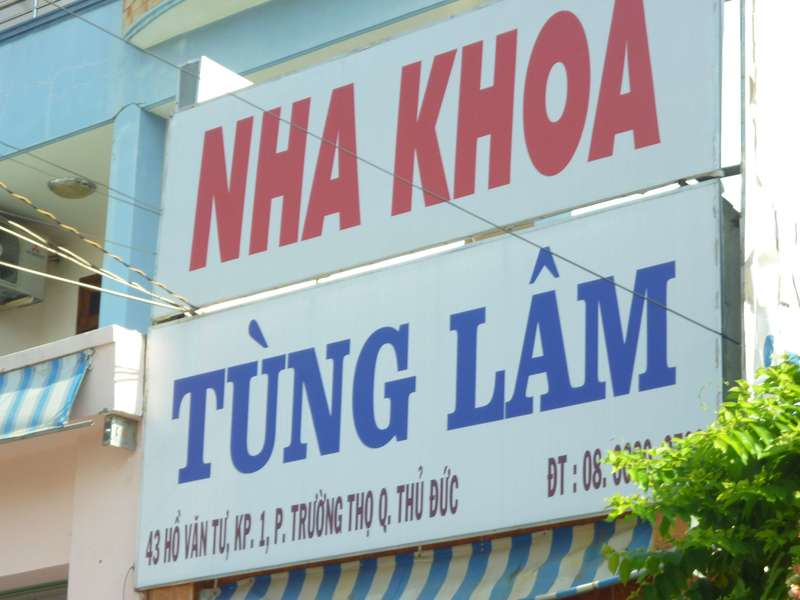 NHA KHOA
TÙNG LÂM
43 HỒ VĂN TƯ, KP. 1, P. TRƯỜNG THỌ Q. THỦ ĐỨC
ĐT : 08.